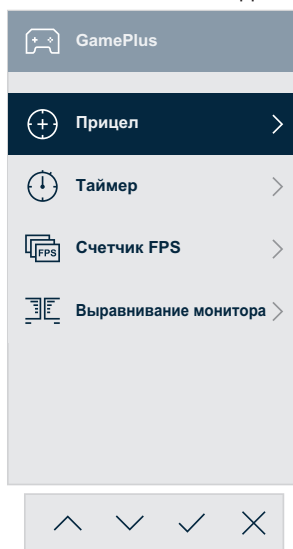 GamePlus
Прицел
Таймер
FPS
Счетчик FPS
Выравнивание монитора